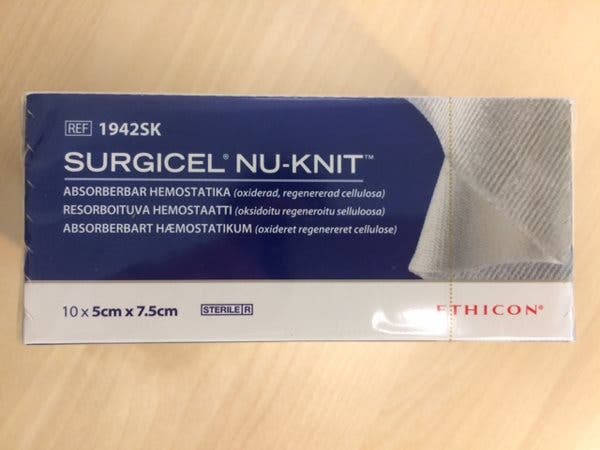 REF 1942SK
SURGICEL® NU-KNIT™
ABSORBERBAR HEMOSTATIKA (oxiderad, regenererad cellulosa)
RESORBOITUVA HEMOSTAATTI (oksidoitu regeneroitu selluloosa)
ABSORBERBART HÆMOSTATIKUM (oxideret regenereret cellulose)
10 x 5cm x 7.5cm STERILE R ETHICON®